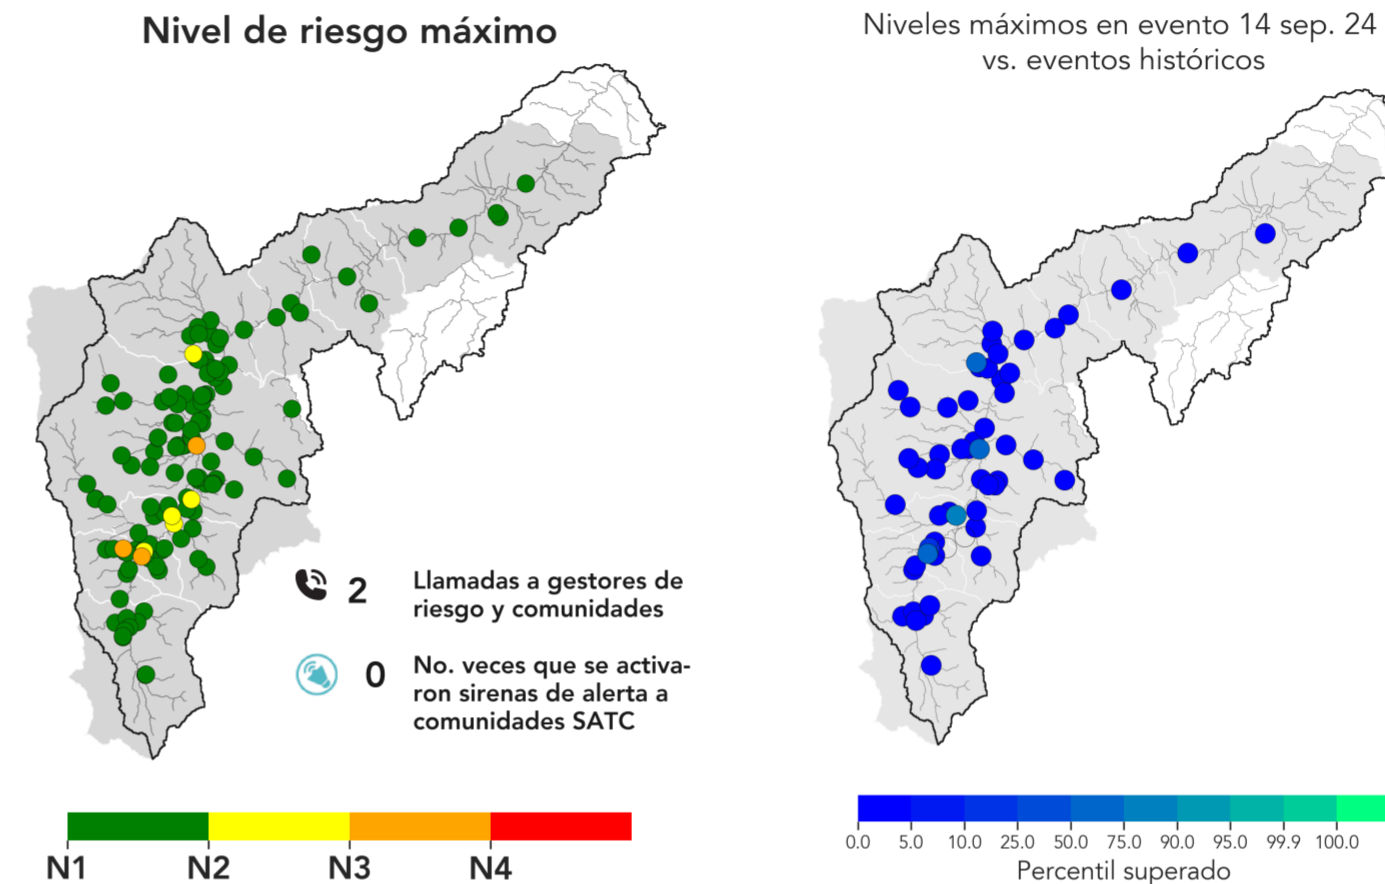 Nivel de riesgo máximo
2
Llamadas a gestores de
riesgo y comunidades
0
No. veces que se activa-
ron sirenas de alerta a
comunidades SATC
N1 N2 N3 N4
Niveles máximos en evento 14 sep. 24
vs. eventos históricos
0.0 5.0 10.0 25.0 50.0 75.0 90.0 95.0 99.9 100.0
Percentil superado